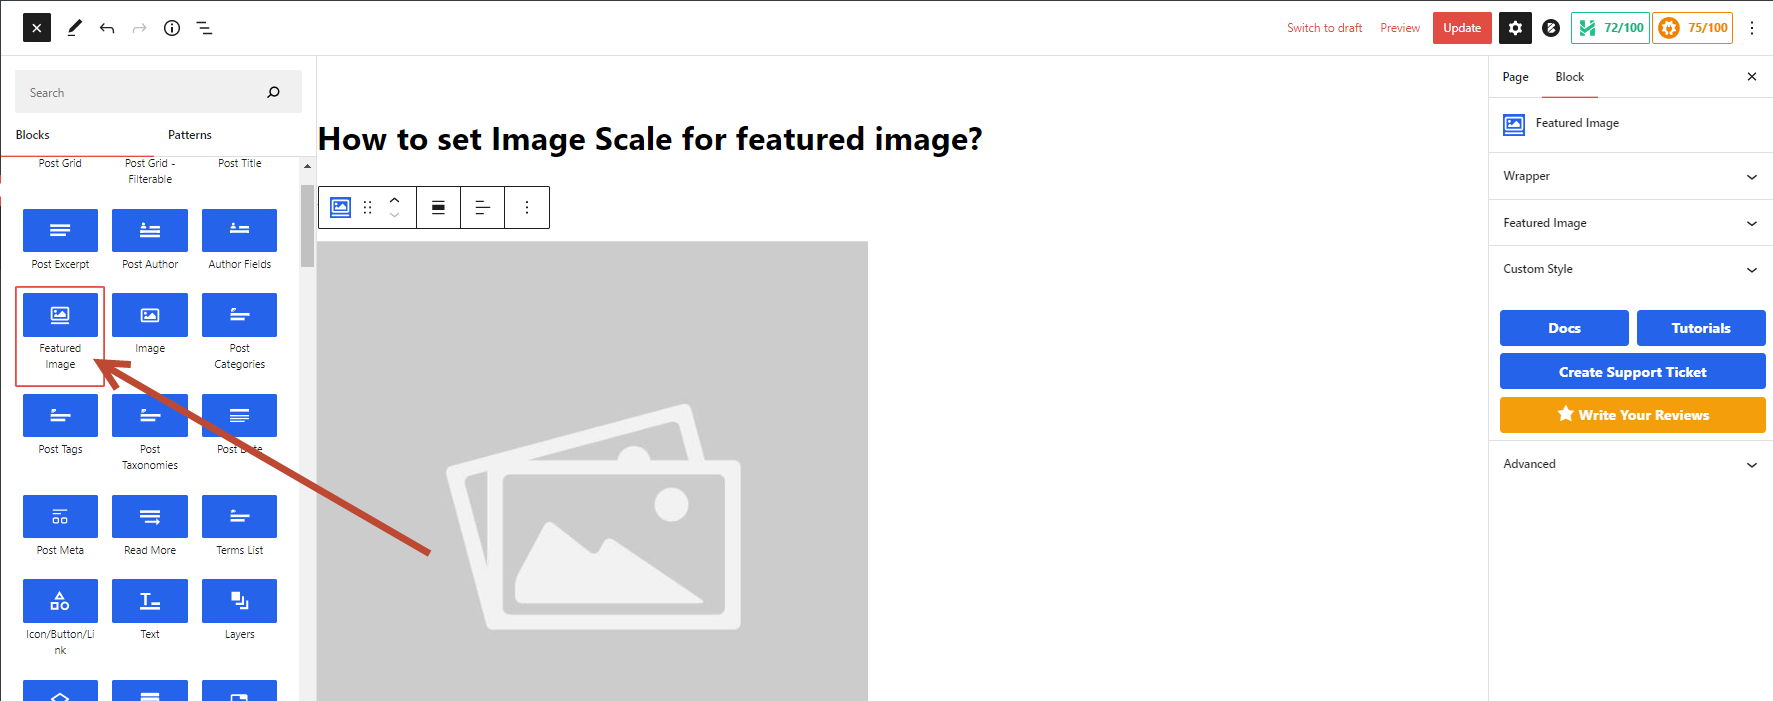 Switch to draft
Preview
Update
72/100
75/100
Search
Blocks
Patterns
Post Grid
Post Grid -
Filterable
Post Title
Post Excerpt
Post Author
Author Fields
Featured
Image
Image
Post
Categories
Post Tags
Post
Taxonomies
Post Date
Post Meta
Read More
Terms List
Icon/Button/Li
nk
Text
Layers
How to set Image Scale for featured image?
Page
Block
Featured Image
Wrapper
Featured Image
Custom Style
Docs
Tutorials
Create Support Ticket
Write Your Reviews
Advanced